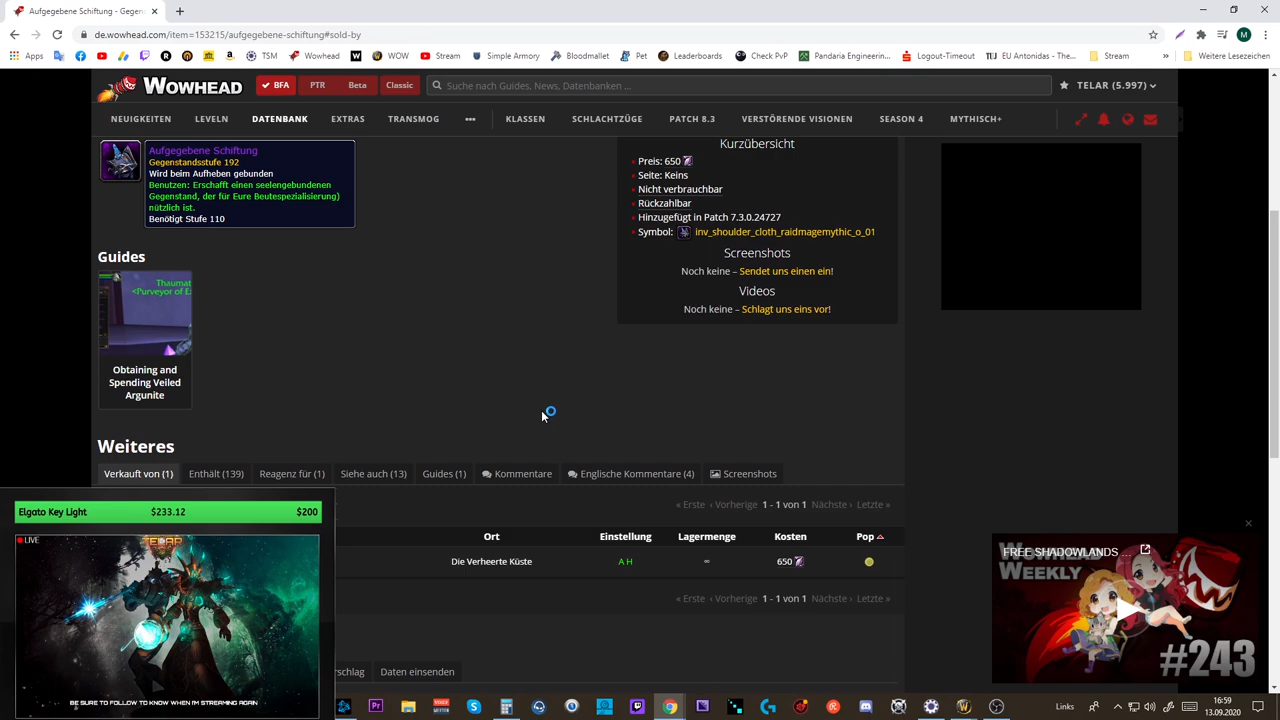 Aufgegebene Schiftung - Gegens
de.wowhead.com/item=153215/aufgegebene-schiftung#sold-by
M
Apps TSM Wowhead WOW Stream Simple Armory Bloodmallet Pet Leaderboards Check PvP Pandaria Engineerin... Logout-Timeout EU Antonidas - The... Stream » Weitere Lesezeichen
WOWHEAD BFA PTR Beta Classic Suche nach Guides, News, Datenbanken ... TELAR (5.997)
NEUIGKEITEN LEVELN DATENBANK EXTRAS TRANSMOG ••• KLASSEN SCHLACHTZÜGE PATCH 8.3 VERSTÖRENDE VISIONEN SEASON 4 MYTHISCH+
Aufgegebene Schiftung
Gegenstandsstufe 192
Wird beim Aufheben gebunden
Benutzen: Erschafft einen seelengebundenen
Gegenstand, der für Eure Beutespezialisierung)
nützlich ist.
Benötigt Stufe 110
Kurzübersicht
Preis: 650
Seite: Keins
Nicht verbrauchbar
Rückzahlbar
Hinzugefügt in Patch 7.3.0.24727
Symbol: inv_shoulder_cloth_raidmagemythic_o_01
Screenshots
Noch keine – Sendet uns einen ein!
Videos
Noch keine – Schlagt uns eins vor!
Guides
Thaumat
<Purveyor of E
Obtaining and
Spending Veiled
Argunite
Weiteres
Verkauft von (1) Enthält (139) Reagenz für (1) Siehe auch (13) Guides (1) Kommentare Englische Kommentare (4) Screenshots
« Erste ‹ Vorherige 1 - 1 von 1 Nächste › Letzte »
Ort Einstellung Lagermenge Kosten Pop
Die Verheerte Küste A H ∞ 650
« Erste ‹ Vorherige 1 - 1 von 1 Nächste › Letzte »
rschlag Daten einsenden
Elgato Key Light $233.12 $200
LIVE
TELAR
BE SURE TO FOLLOW TO KNOW WHEN I'M STREAMING AGAIN
FREE SHADOWLANDS ...
WOWHEAD
WEEKLY
#243
Links
16:59
13.09.2020